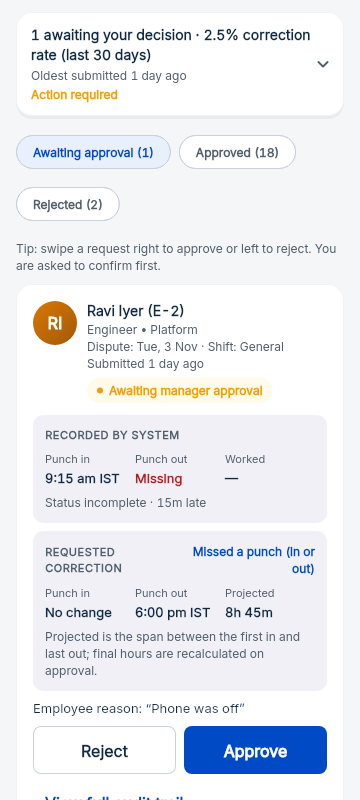 1 awaiting your decision · 2.5% correction
rate (last 30 days)
Oldest submitted 1 day ago
Action required
Awaiting approval (1)
Approved (18)
Rejected (2)
Tip: swipe a request right to approve or left to reject. You
are asked to confirm first.
RI
Ravi Iyer (E-2)
Engineer • Platform
Dispute: Tue, 3 Nov · Shift: General
Submitted 1 day ago
Awaiting manager approval
RECORDED BY SYSTEM
Punch in Punch out Worked
9:15 am IST Missing —
Status incomplete · 15m late
REQUESTED
CORRECTION
Missed a punch (in or
out)
Punch in Punch out Projected
No change 6:00 pm IST 8h 45m
Projected is the span between the first in and
last out; final hours are recalculated on
approval.
Employee reason: “Phone was off”
Reject Approve
View full audit trail